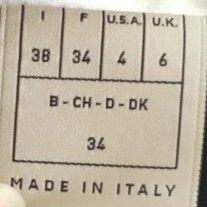 I F U.S.A. U.K.
38 34 4 6
B - CH - D - DK
34
MADE IN ITALY